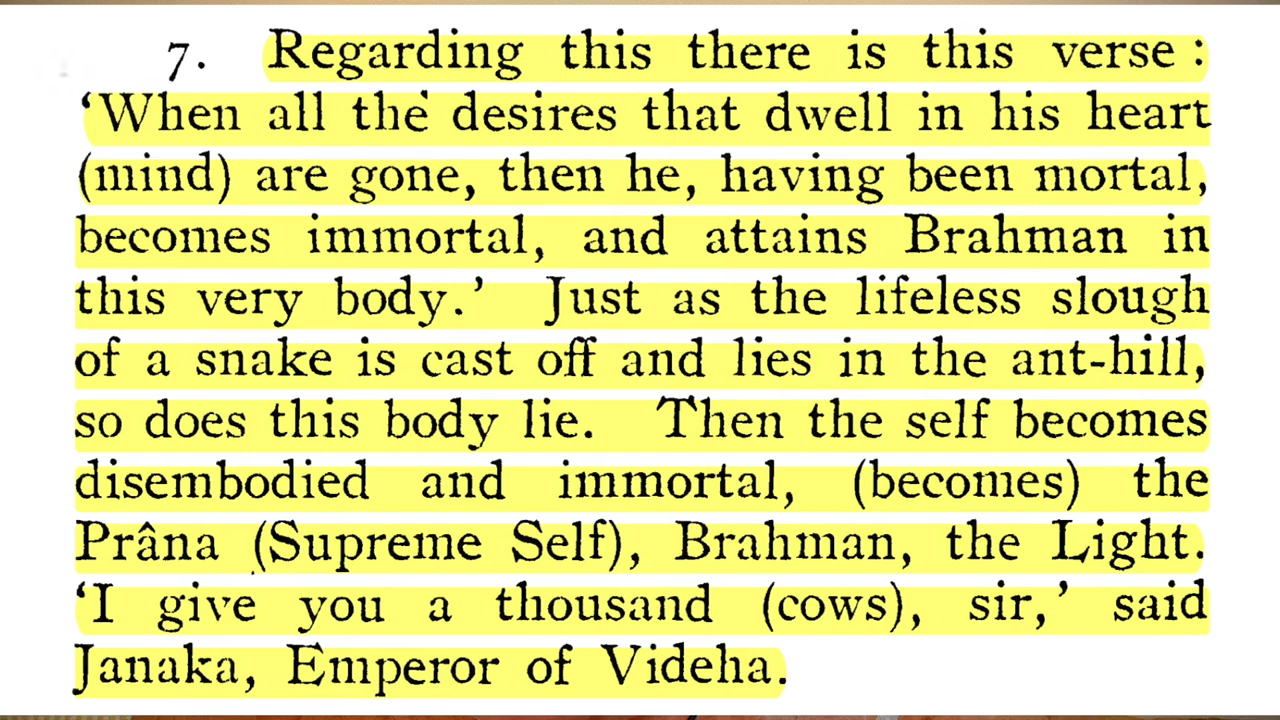 7. Regarding this there is this verse :
‘When all the desires that dwell in his heart
(mind) are gone, then he, having been mortal,
becomes immortal, and attains Brahman in
this very body.’ Just as the lifeless slough
of a snake is cast off and lies in the ant-hill,
so does this body lie. Then the self becomes
disembodied and immortal, (becomes) the
Prâna (Supreme Self), Brahman, the Light.
‘I give you a thousand (cows), sir,’ said
Janaka, Emperor of Videha.